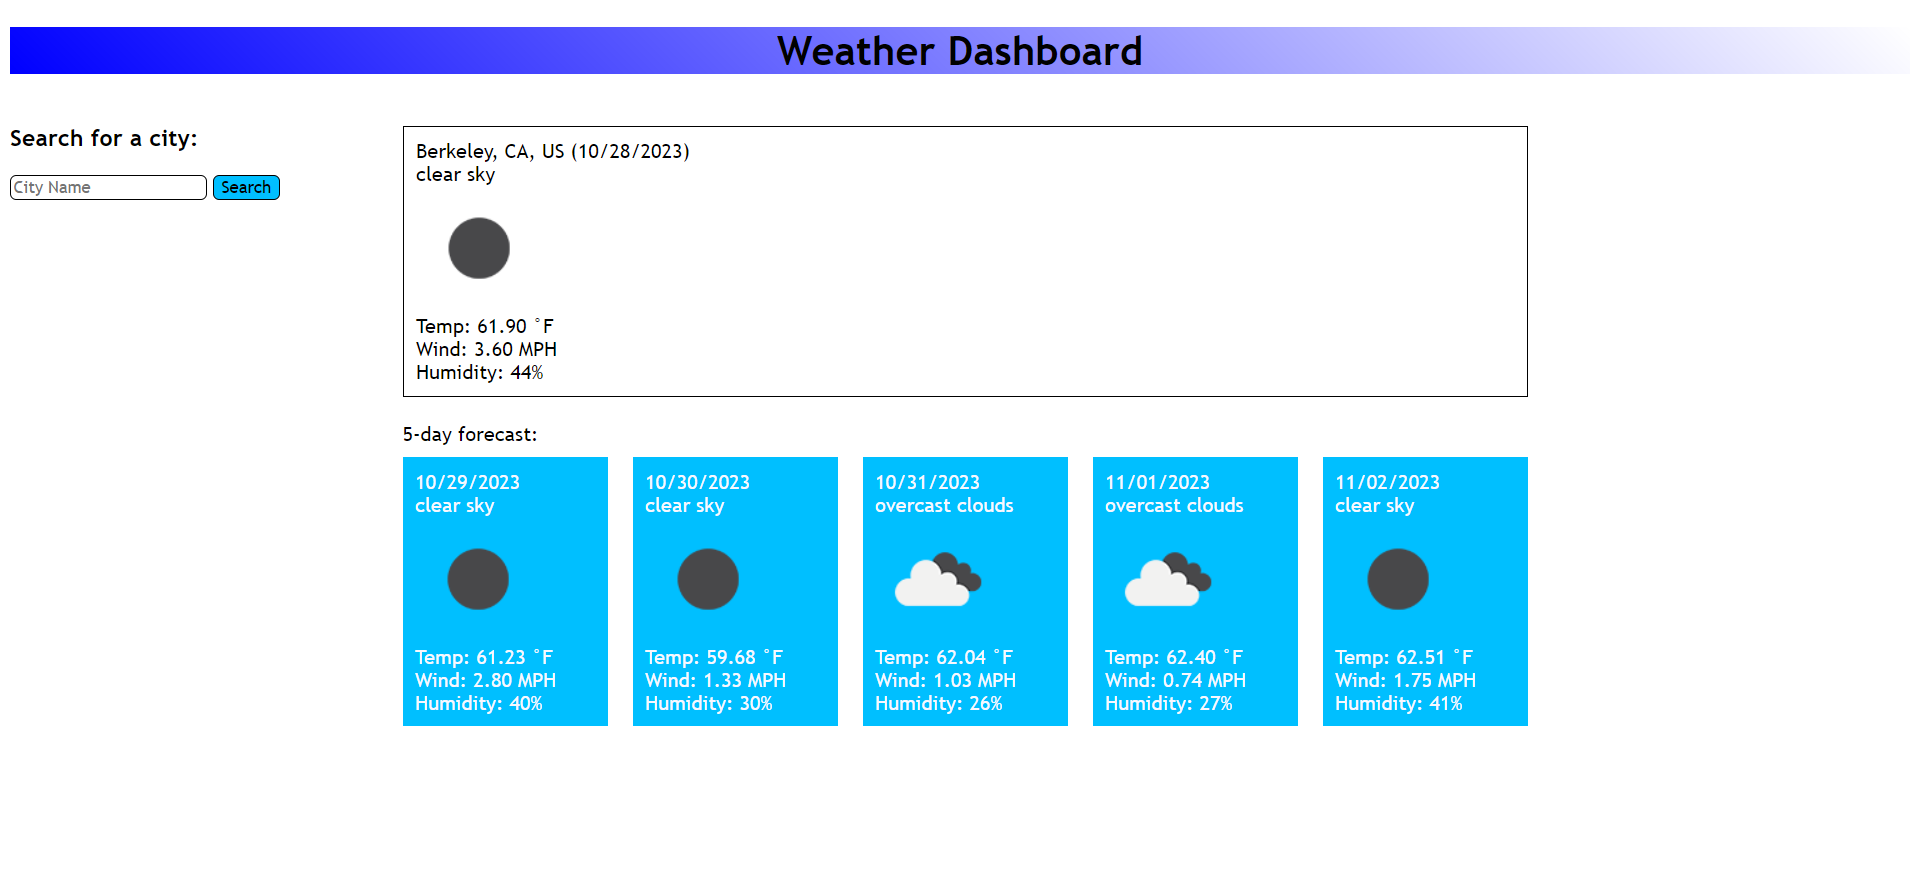 Weather Dashboard
Search for a city:
City Name
Search
Berkeley, CA, US (10/28/2023)
clear sky
Temp: 61.90 °F
Wind: 3.60 MPH
Humidity: 44%
5-day forecast:
10/29/2023
clear sky
Temp: 61.23 °F
Wind: 2.80 MPH
Humidity: 40%
10/30/2023
clear sky
Temp: 59.68 °F
Wind: 1.33 MPH
Humidity: 30%
10/31/2023
overcast clouds
Temp: 62.04 °F
Wind: 1.03 MPH
Humidity: 26%
11/01/2023
overcast clouds
Temp: 62.40 °F
Wind: 0.74 MPH
Humidity: 27%
11/02/2023
clear sky
Temp: 62.51 °F
Wind: 1.75 MPH
Humidity: 41%